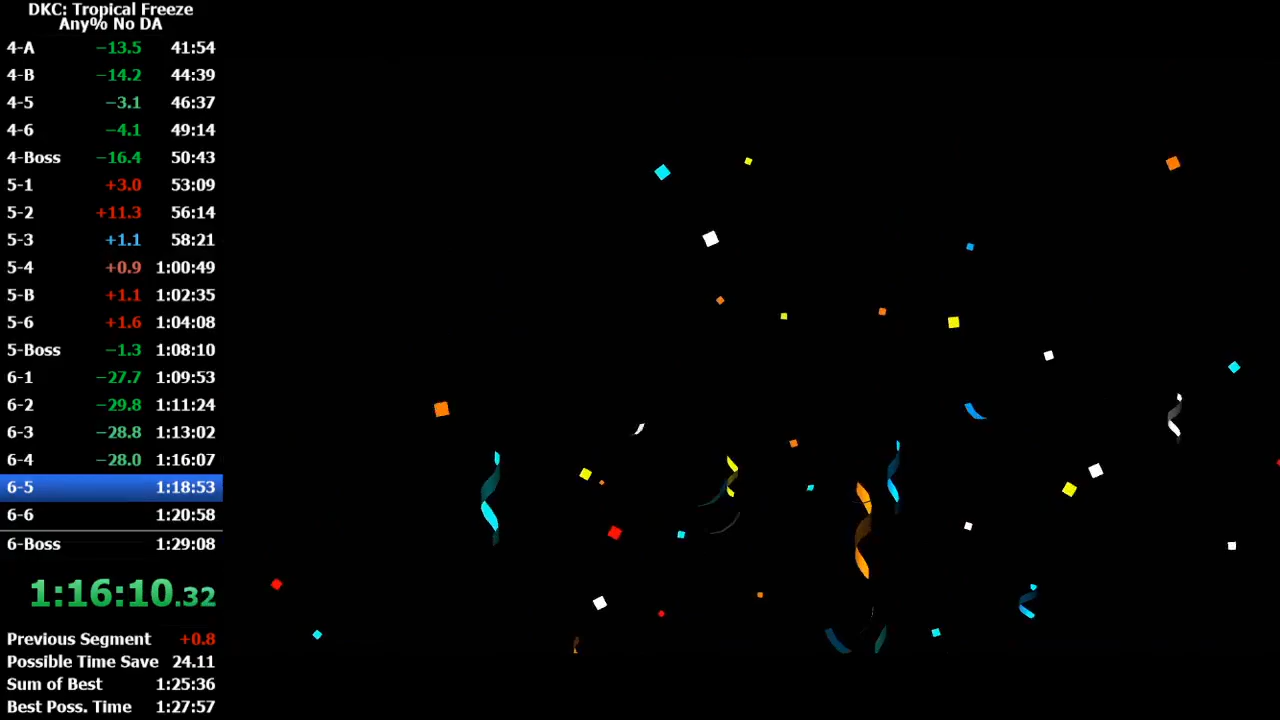 DKC: Tropical Freeze
Any% No DA
4-A −13.5 41:54
4-B −14.2 44:39
4-5 −3.1 46:37
4-6 −4.1 49:14
4-Boss −16.4 50:43
5-1 +3.0 53:09
5-2 +11.3 56:14
5-3 +1.1 58:21
5-4 +0.9 1:00:49
5-B +1.1 1:02:35
5-6 +1.6 1:04:08
5-Boss −1.3 1:08:10
6-1 −27.7 1:09:53
6-2 −29.8 1:11:24
6-3 −28.8 1:13:02
6-4 −28.0 1:16:07
6-5 1:18:53
6-6 1:20:58
6-Boss 1:29:08
1:16:10.32
Previous Segment +0.8
Possible Time Save 24.11
Sum of Best 1:25:36
Best Poss. Time 1:27:57